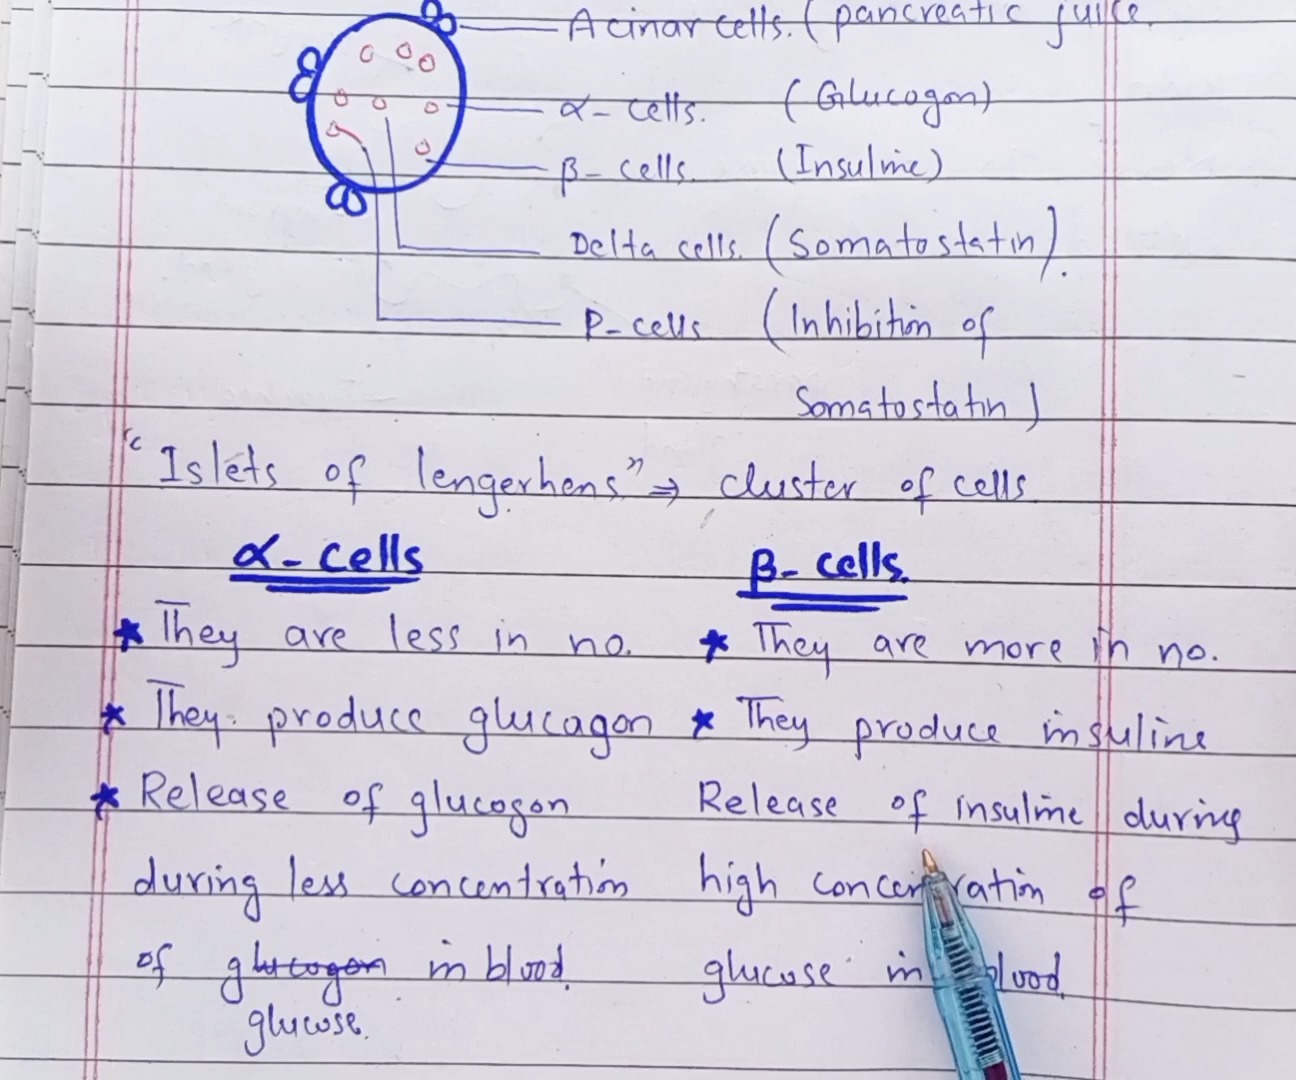 Acinar cells. (pancreatic juice.
α- cells. (Glucogon)
β- cells. (Insuline)
Delta cells. (Somatostatin).
P-cells (Inhibition of
Somatostatin)
"Islets of lengerhens" ⇒ cluster of cells
α- cells β- cells.
* They are less in no. * They are more in no.
* They produce glucagon * They produce insuline
* Release of glucogon Release of insuline during
during less concentration high concentration of
of glucogon in blood. glucose in blood
glucose.